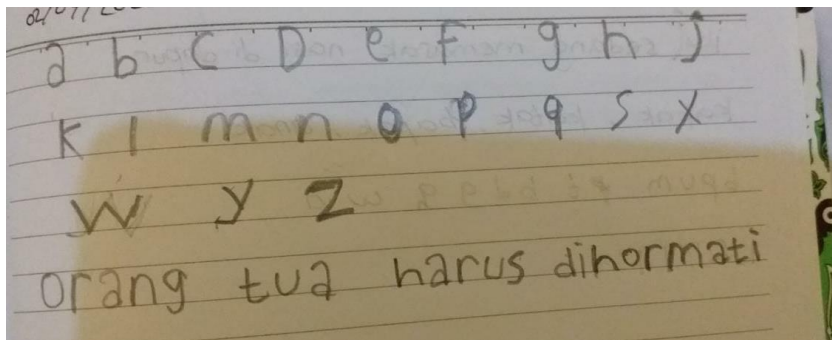 a b c D e f g h j
k l m n o p q s x
w y z
orang tua harus dihormati